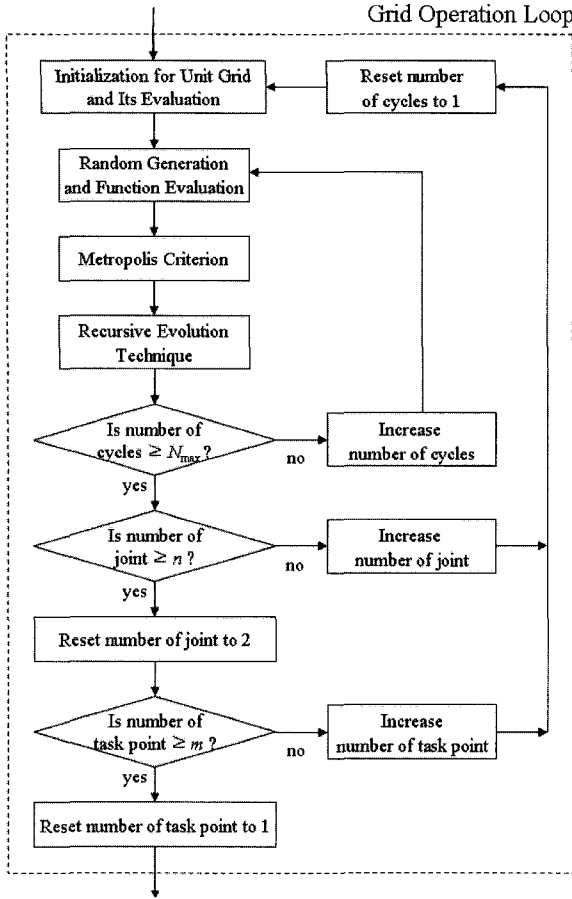 Grid Operation Loop
Initialization for Unit Grid
and Its Evaluation
Reset number
of cycles to 1
Random Generation
and Function Evaluation
Metropolis Criterion
Recursive Evolution
Technique
Is number of
cycles ≥ Nmax?
no
Increase
number of cycles
yes
Is number of
joint ≥ n ?
no
Increase
number of joint
yes
Reset number of joint to 2
Is number of
task point ≥ m ?
no
Increase
number of task point
yes
Reset number of task point to 1